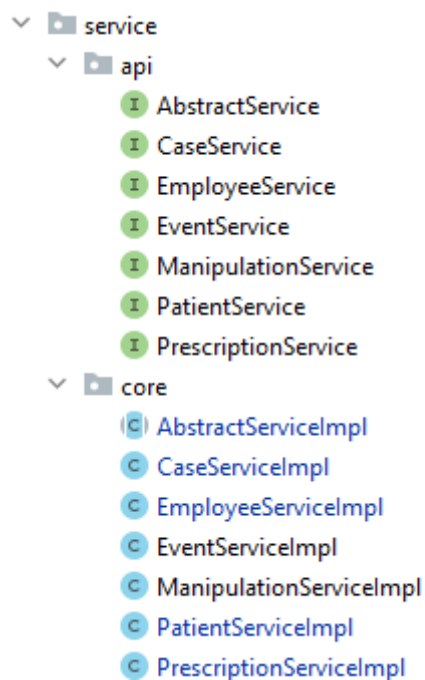 service
api
I AbstractService
I CaseService
I EmployeeService
I EventService
I ManipulationService
I PatientService
I PrescriptionService
core
C AbstractServiceImpl
C CaseServiceImpl
C EmployeeServiceImpl
C EventServiceImpl
C ManipulationServiceImpl
C PatientServiceImpl
C PrescriptionServiceImpl